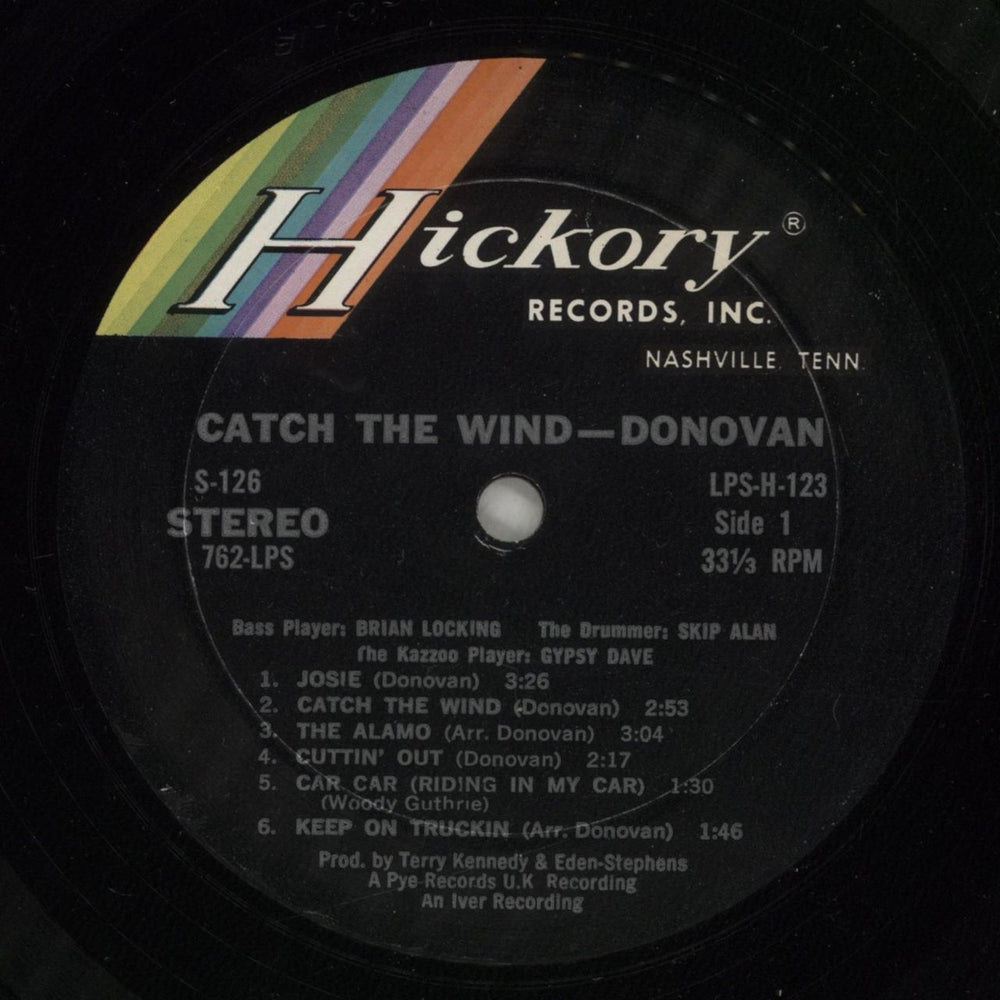 Hickory ®
RECORDS, INC.
NASHVILLE, TENN.
CATCH THE WIND—DONOVAN
S-126
LPS-H-123
STEREO
Side 1
762-LPS
33⅓ RPM
Bass Player: BRIAN LOCKING The Drummer: SKIP ALAN
The Kazzoo Player: GYPSY DAVE
1. JOSIE (Donovan) 3:26
2. CATCH THE WIND (Donovan) 2:53
3. THE ALAMO (Arr. Donovan) 3:04
4. CUTTIN' OUT (Donovan) 2:17
5. CAR CAR (RIDING IN MY CAR) 1:30
(Woody Guthrie)
6. KEEP ON TRUCKIN (Arr. Donovan) 1:46
Prod. by Terry Kennedy & Eden-Stephens
A Pye Records U.K Recording
An Iver Recording